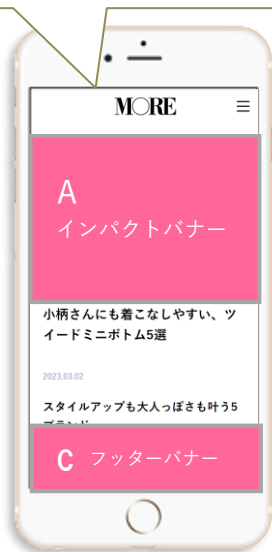 MORE
A
インパクトバナー
小柄さんにも着こなしやすい、ツ
イードミニボトム5選
2023.03.02
スタイルアップも大人っぽさも叶う5
C フッターバナー